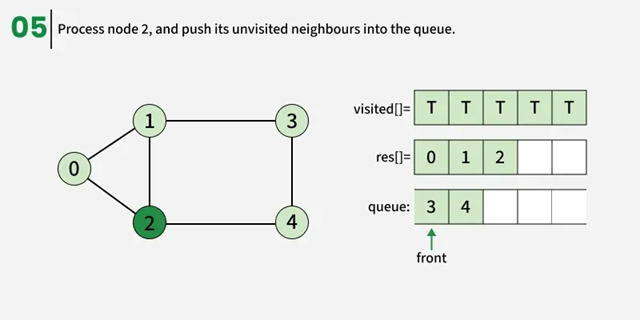 05 Process node 2, and push its unvisited neighbours into the queue.
1 3
0
2 4
visited[]= T T T T T
res[]= 0 1 2
queue: 3 4
front